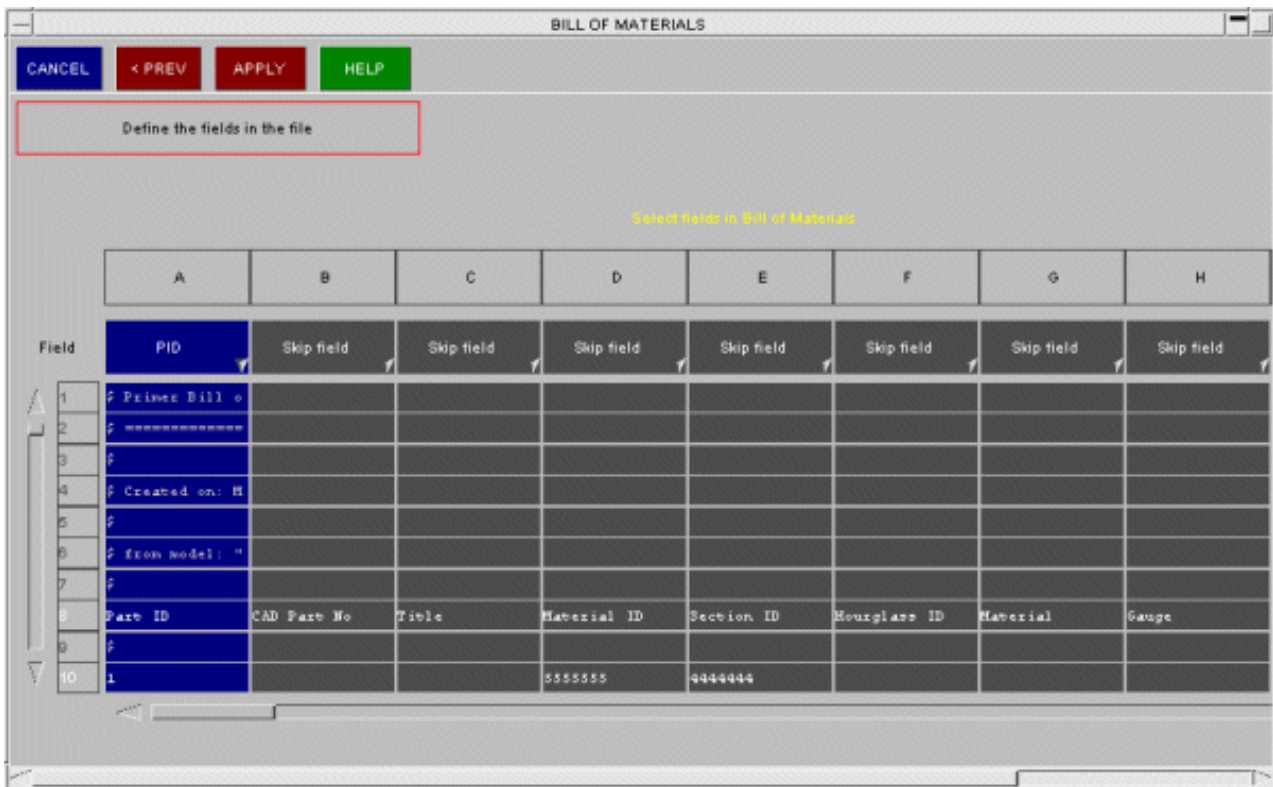 BILL OF MATERIALS
CANCEL < PREV APPLY HELP
Define the fields in the file
Select fields in Bill of Materials
A B C D E F G H
Field PID Skip field Skip field Skip field Skip field Skip field Skip field Skip field
1 $ Primer Bill o
2 $ =============
3 $
4 $ Created on: M
5 $
6 $ from model: "
7 $
8 Part ID CAD Part No Title Material ID Section ID Hourglass ID Material Gauge
9 $
10 1 5555555 4444444